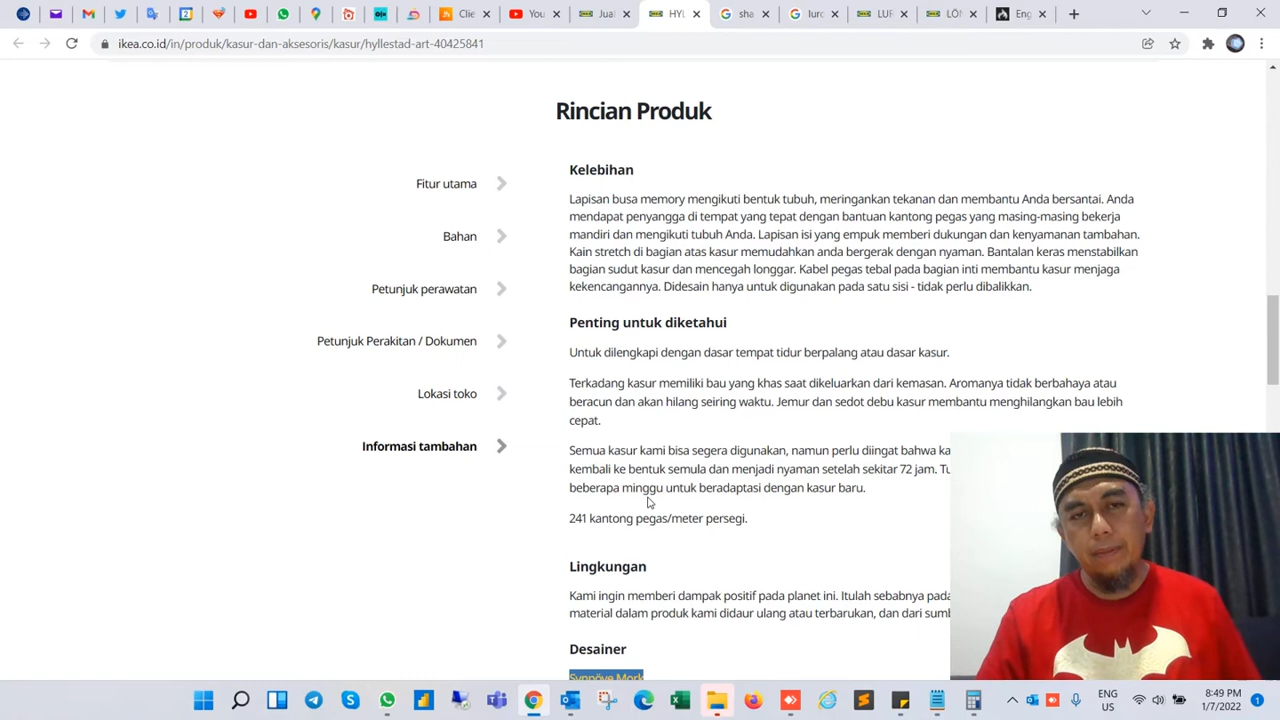 Clie
You
Jual
HYL
sha
luro
LUR
LON
Eng
ikea.co.id/in/produk/kasur-dan-aksesoris/kasur/hyllestad-art-40425841
Rincian Produk
Fitur utama
Bahan
Petunjuk perawatan
Petunjuk Perakitan / Dokumen
Lokasi toko
Informasi tambahan
Kelebihan
Lapisan busa memory mengikuti bentuk tubuh, meringankan tekanan dan membantu Anda bersantai. Anda
mendapat penyangga di tempat yang tepat dengan bantuan kantong pegas yang masing-masing bekerja
mandiri dan mengikuti tubuh Anda. Lapisan isi yang empuk memberi dukungan dan kenyamanan tambahan.
Kain stretch di bagian atas kasur memudahkan anda bergerak dengan nyaman. Bantalan keras menstabilkan
bagian sudut kasur dan mencegah longgar. Kabel pegas tebal pada bagian inti membantu kasur menjaga
kekencangannya. Didesain hanya untuk digunakan pada satu sisi - tidak perlu dibalikkan.
Penting untuk diketahui
Untuk dilengkapi dengan dasar tempat tidur berpalang atau dasar kasur.
Terkadang kasur memiliki bau yang khas saat dikeluarkan dari kemasan. Aromanya tidak berbahaya atau
beracun dan akan hilang seiring waktu. Jemur dan sedot debu kasur membantu menghilangkan bau lebih
cepat.
Semua kasur kami bisa segera digunakan, namun perlu diingat bahwa ka
kembali ke bentuk semula dan menjadi nyaman setelah sekitar 72 jam. Tu
beberapa minggu untuk beradaptasi dengan kasur baru.
241 kantong pegas/meter persegi.
Lingkungan
Kami ingin memberi dampak positif pada planet ini. Itulah sebabnya pada
material dalam produk kami didaur ulang atau terbarukan, dan dari sumb
Desainer
Synnöve Mork
ENG
US
8:49 PM
1/7/2022